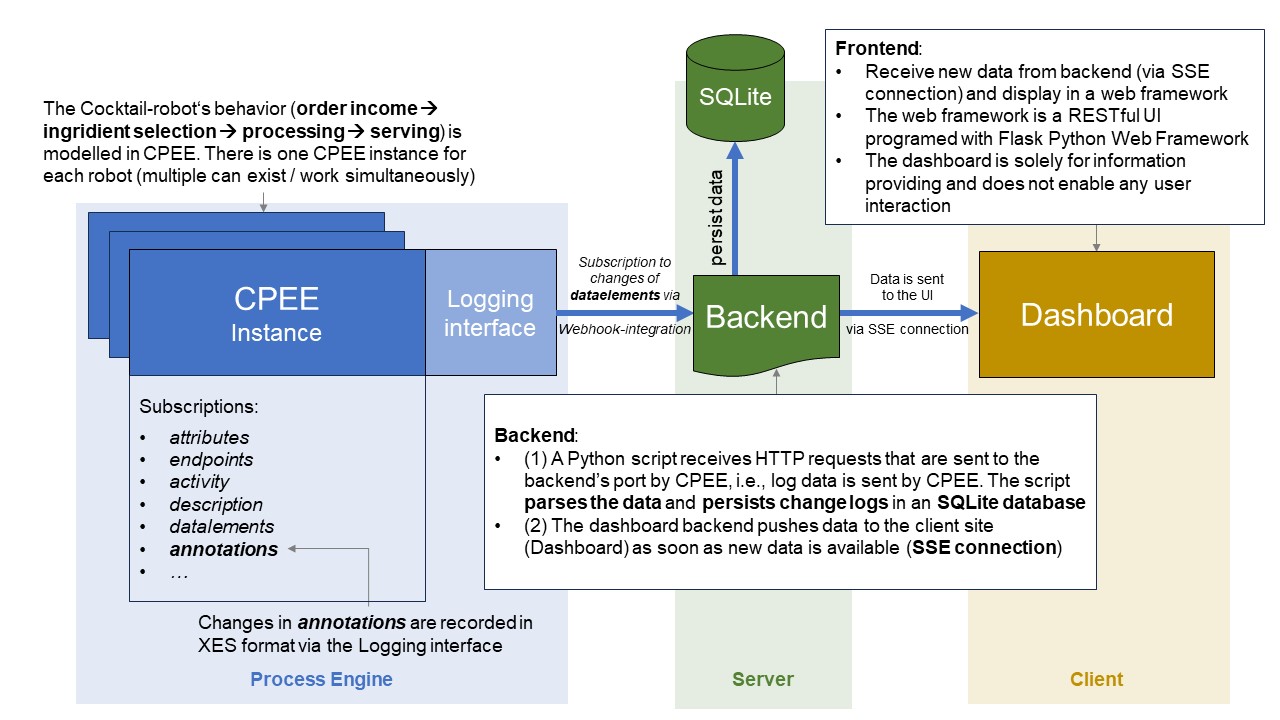 The Cocktail-robot's behavior (order income→
ingridient selection→ processing→ serving) is
modelled in CPEE. There is one CPEE instance for
each robot (multiple can exist / work simultaneously)
CPEE
Instance
Logging
interface
Subscriptions:
• attributes
• endpoints
• activity
• description
• datalements
• annotations
• …
Changes in annotations are recorded in
XES format via the Logging interface
Process Engine
Subscription to
changes of
dataelements via
Webhook-integration
SQLite
persist data
Backend
Data is sent
to the UI
via SSE connection
Backend:
• (1) A Python script receives HTTP requests that are sent to the
backend's port by CPEE, i.e., log data is sent by CPEE. The script
parses the data and persists change logs in an SQLite database
• (2) The dashboard backend pushes data to the client site
(Dashboard) as soon as new data is available (SSE connection)
Server
Frontend:
• Receive new data from backend (via SSE
connection) and display in a web framework
• The web framework is a RESTful UI
programed with Flask Python Web Framework
• The dashboard is solely for information
providing and does not enable any user
interaction
Dashboard
Client